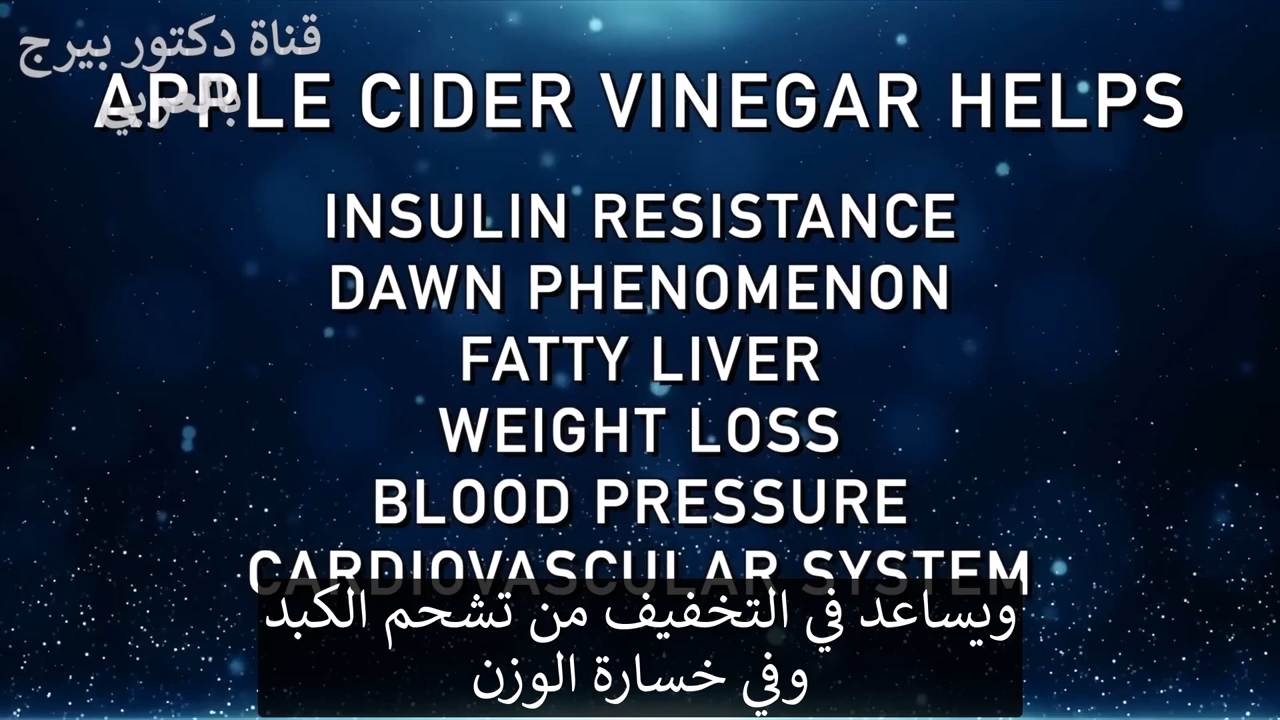 قناة دكتور بيرج
بالعربي
APPLE CIDER VINEGAR HELPS
INSULIN RESISTANCE
DAWN PHENOMENON
FATTY LIVER
WEIGHT LOSS
BLOOD PRESSURE
CARDIOVASCULAR SYSTEM
ويساعد في التخفيف من تشحم الكبد
وفي خسارة الوزن